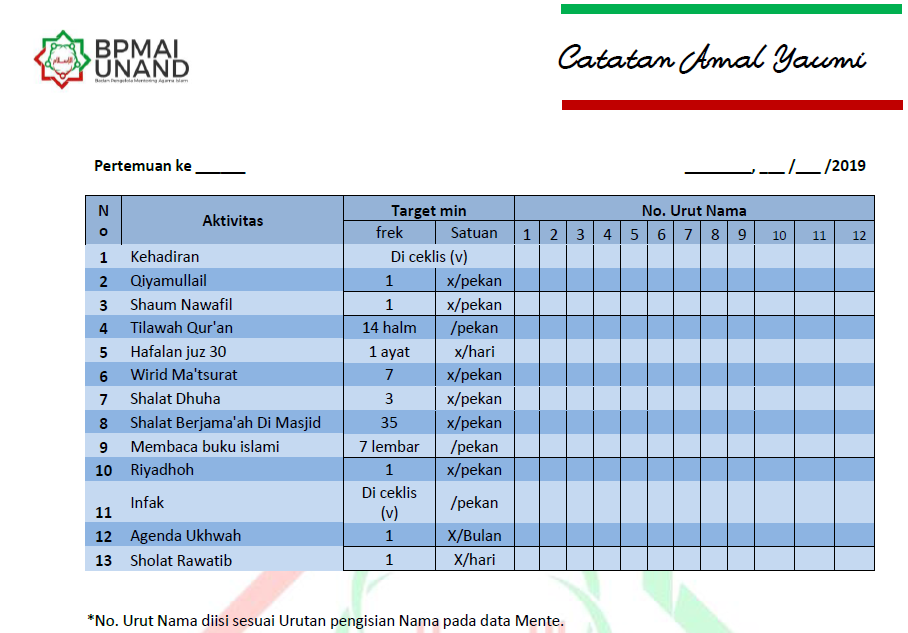 BPMAI
UNAND
Badan Pengelola Mentoring Agama Islam
Catatan Amal Yaumi
Pertemuan ke ______
________, ___ /___ /2019
No Aktivitas Target min No. Urut Nama
frek Satuan 1 2 3 4 5 6 7 8 9 10 11 12
1 Kehadiran Di ceklis (v)
2 Qiyamullail 1 x/pekan
3 Shaum Nawafil 1 x/pekan
4 Tilawah Qur'an 14 halm /pekan
5 Hafalan juz 30 1 ayat x/hari
6 Wirid Ma'tsurat 7 x/pekan
7 Shalat Dhuha 3 x/pekan
8 Shalat Berjama'ah Di Masjid 35 x/pekan
9 Membaca buku islami 7 lembar /pekan
10 Riyadhoh 1 x/pekan
11 Infak Di ceklis (v) /pekan
12 Agenda Ukhwah 1 X/Bulan
13 Sholat Rawatib 1 X/hari
*No. Urut Nama diisi sesuai Urutan pengisian Nama pada data Mente.